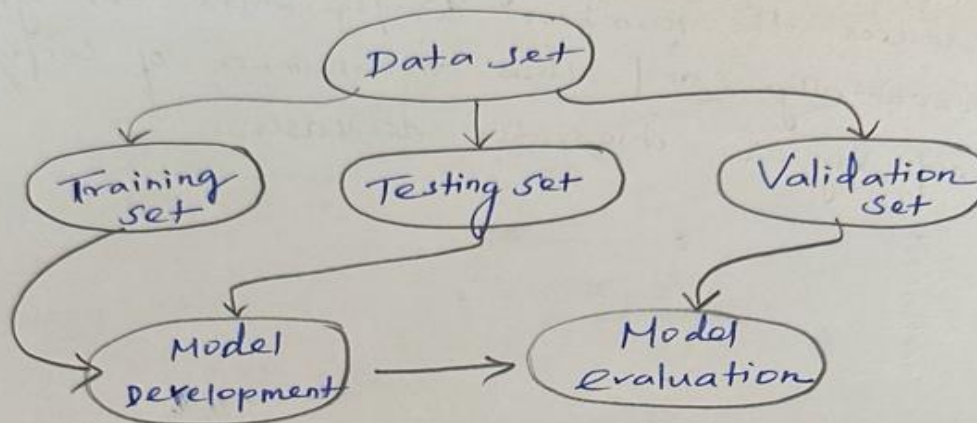 Data set
Training
set
Testing set
Validation
set
Model
Development
Model
evaluation